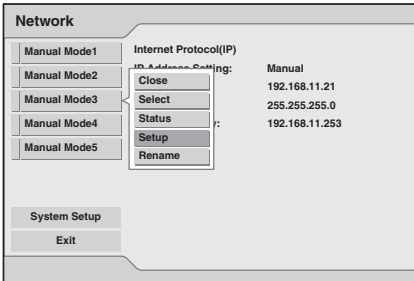 Network
Manual Mode1
Manual Mode2
Manual Mode3
Manual Mode4
Manual Mode5
System Setup
Exit
Internet Protocol(IP)
IP Address Setting: Manual
192.168.11.21
255.255.255.0
192.168.11.253
Close
Select
Status
Setup
Rename